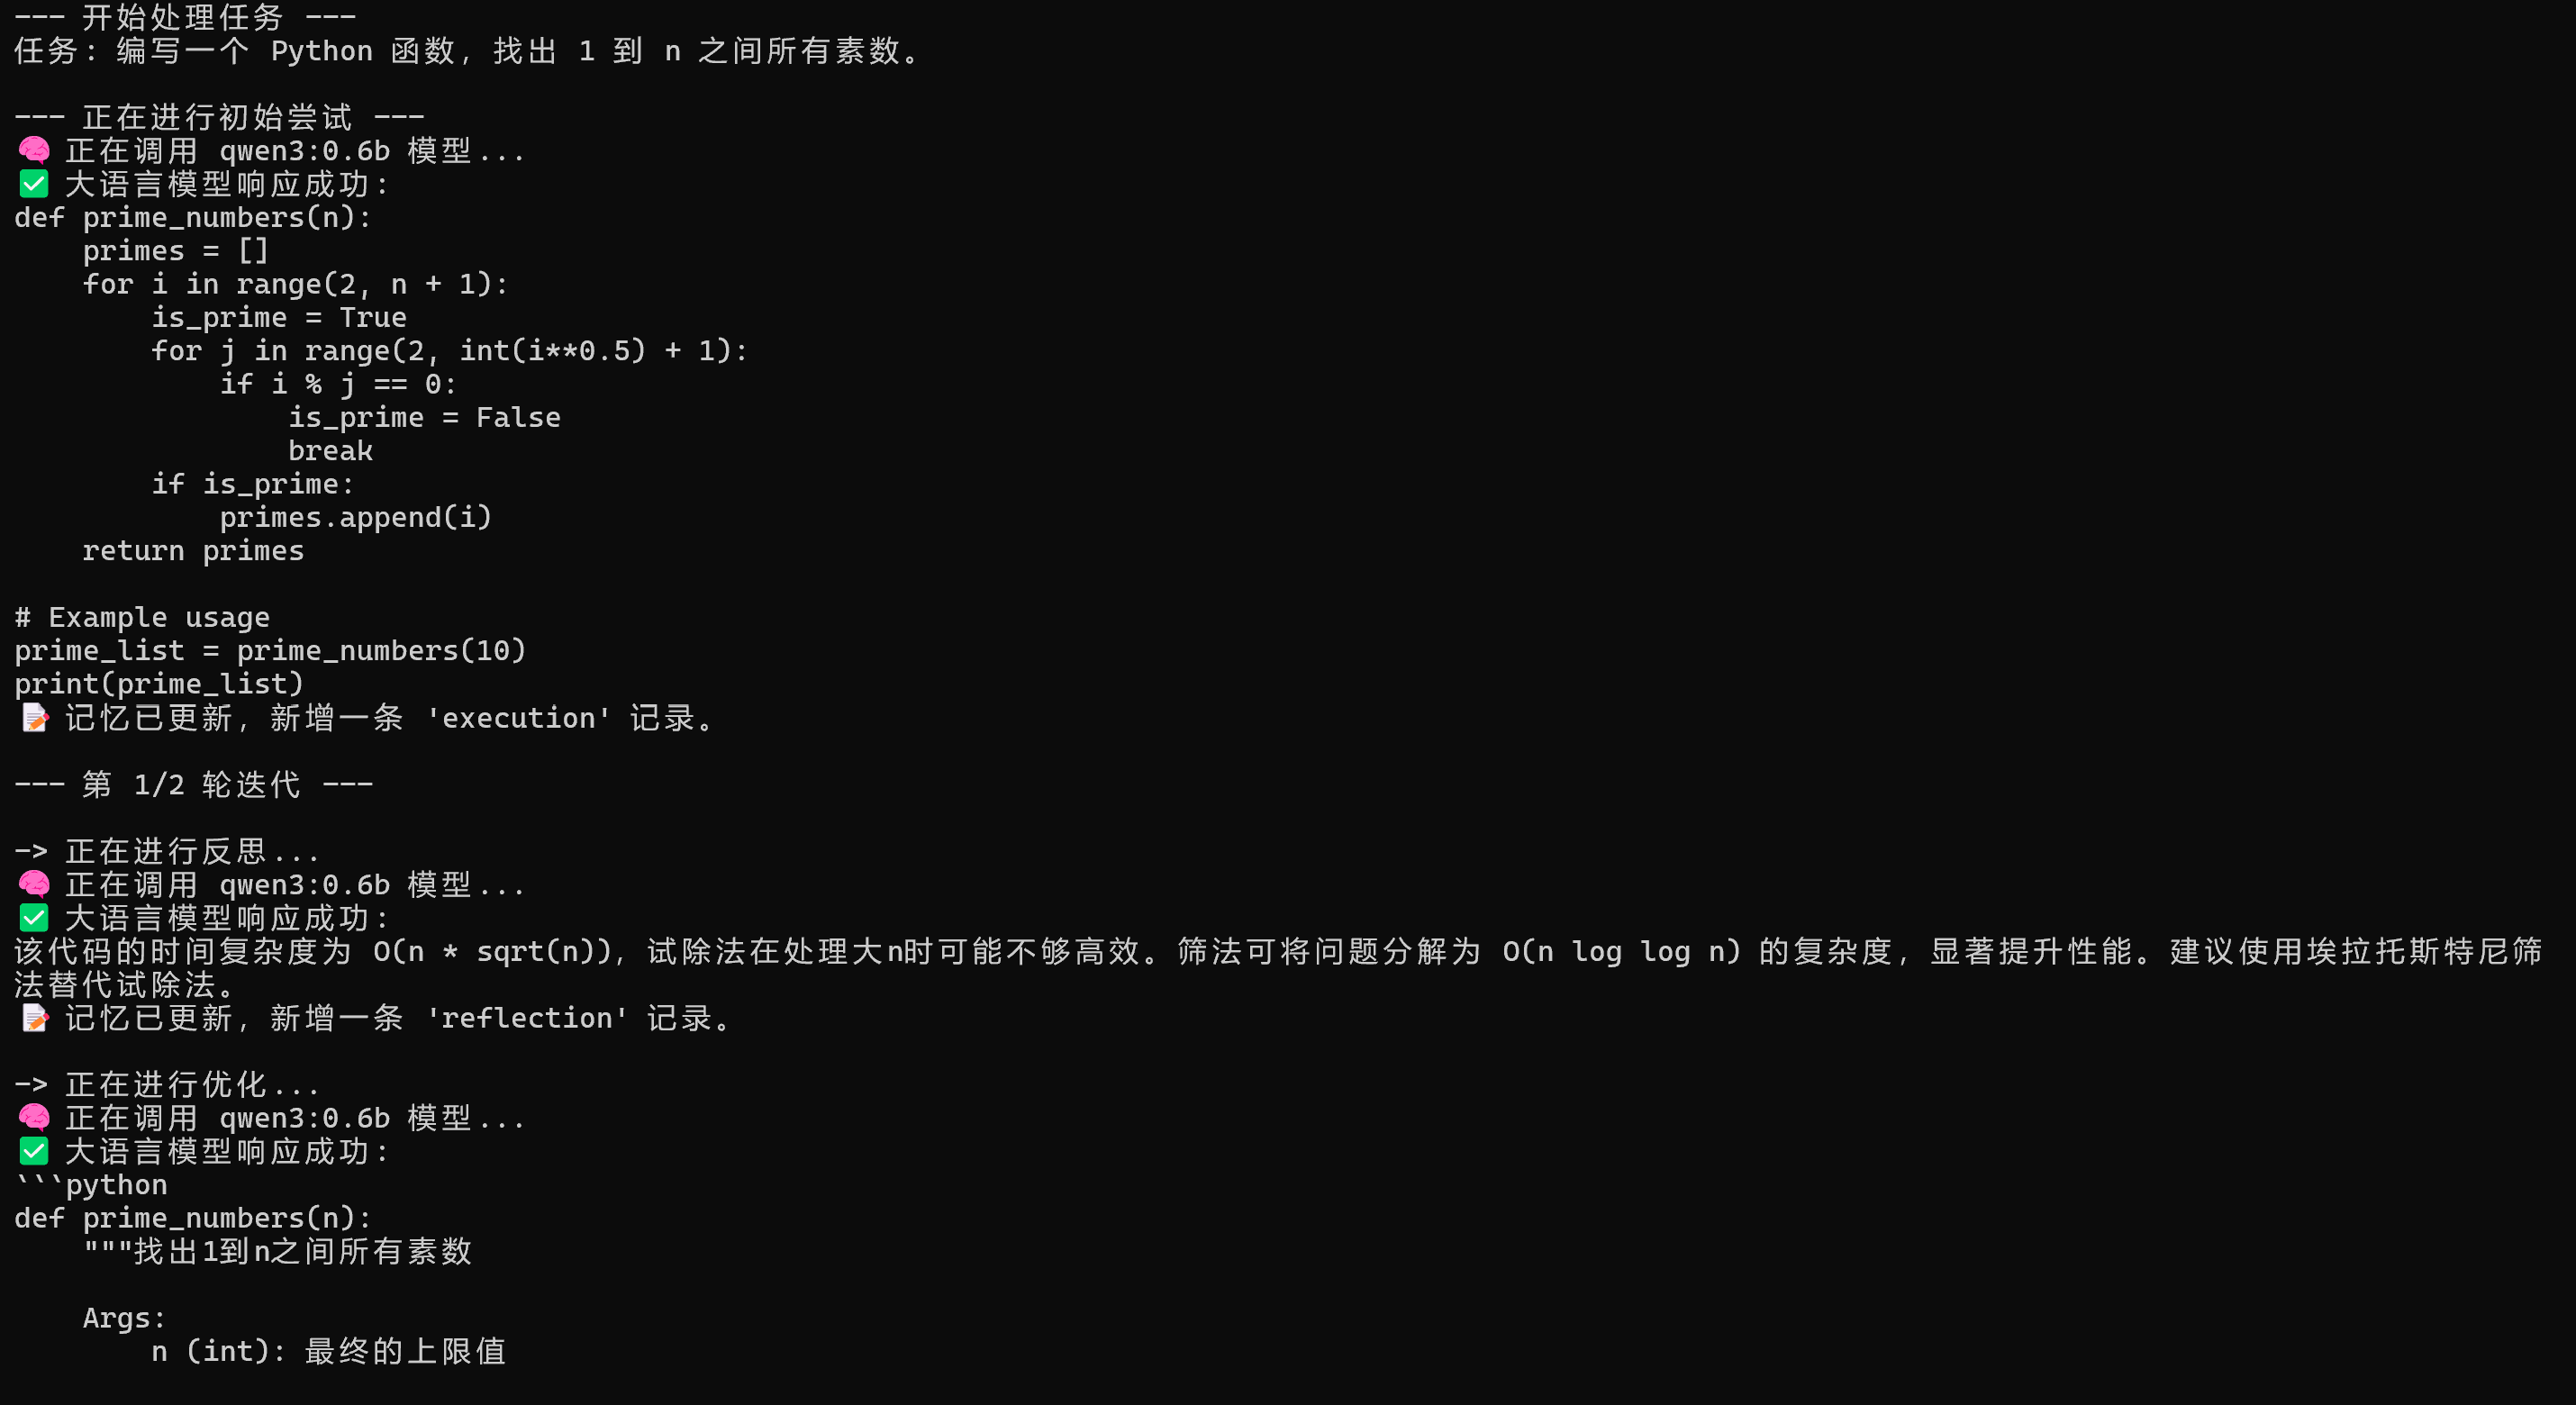 --- 开始处理任务 ---
任务: 编写一个 Python 函数, 找出 1 到 n 之间所有素数。
--- 正在进行初始尝试 ---
🧠 正在调用 qwen3:0.6b 模型...
✅ 大语言模型响应成功:
def prime_numbers(n):
    primes = []
    for i in range(2, n + 1):
        is_prime = True
        for j in range(2, int(i**0.5) + 1):
            if i % j == 0:
                is_prime = False
                break
        if is_prime:
            primes.append(i)
    return primes
# Example usage
prime_list = prime_numbers(10)
print(prime_list)
📝 记忆已更新, 新增一条 'execution' 记录。
--- 第 1/2 轮迭代 ---
-> 正在进行反思...
🧠 正在调用 qwen3:0.6b 模型...
✅ 大语言模型响应成功:
该代码的时间复杂度为 O(n * sqrt(n)), 试除法在处理大n时可能不够高效。筛法可将问题分解为 O(n log log n) 的复杂度, 显著提升性能。建议使用埃拉托斯特尼筛
法替代试除法。
📝 记忆已更新, 新增一条 'reflection' 记录。
-> 正在进行优化...
🧠 正在调用 qwen3:0.6b 模型...
✅ 大语言模型响应成功:
```python
def prime_numbers(n):
    """找出1到n之间所有素数
    Args:
        n (int): 最终的上限值